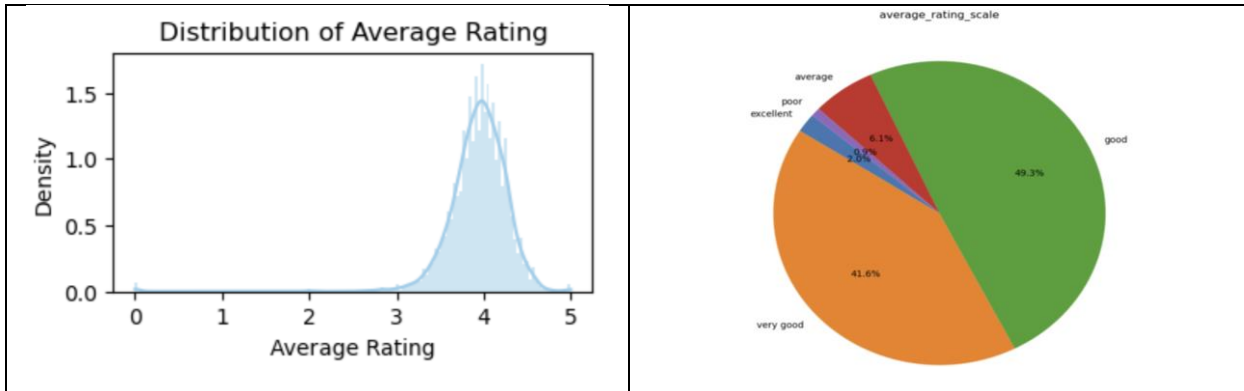 Distribution of Average Rating
1.5
1.0
0.5
0.0
Density
0 1 2 3 4 5
Average Rating
average_rating_scale
average
poor
excellent
good
very good
6.1%
0.9%
2.0%
49.3%
41.6%